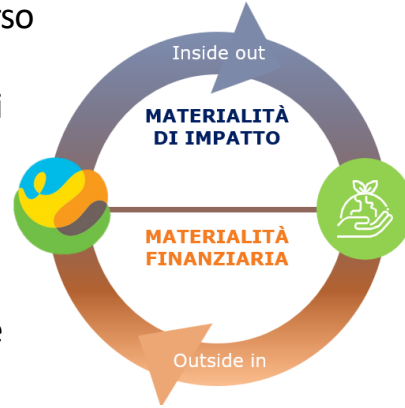 Inside out
MATERIALITÀ
DI IMPATTO
MATERIALITÀ
FINANZIARIA
Outside in